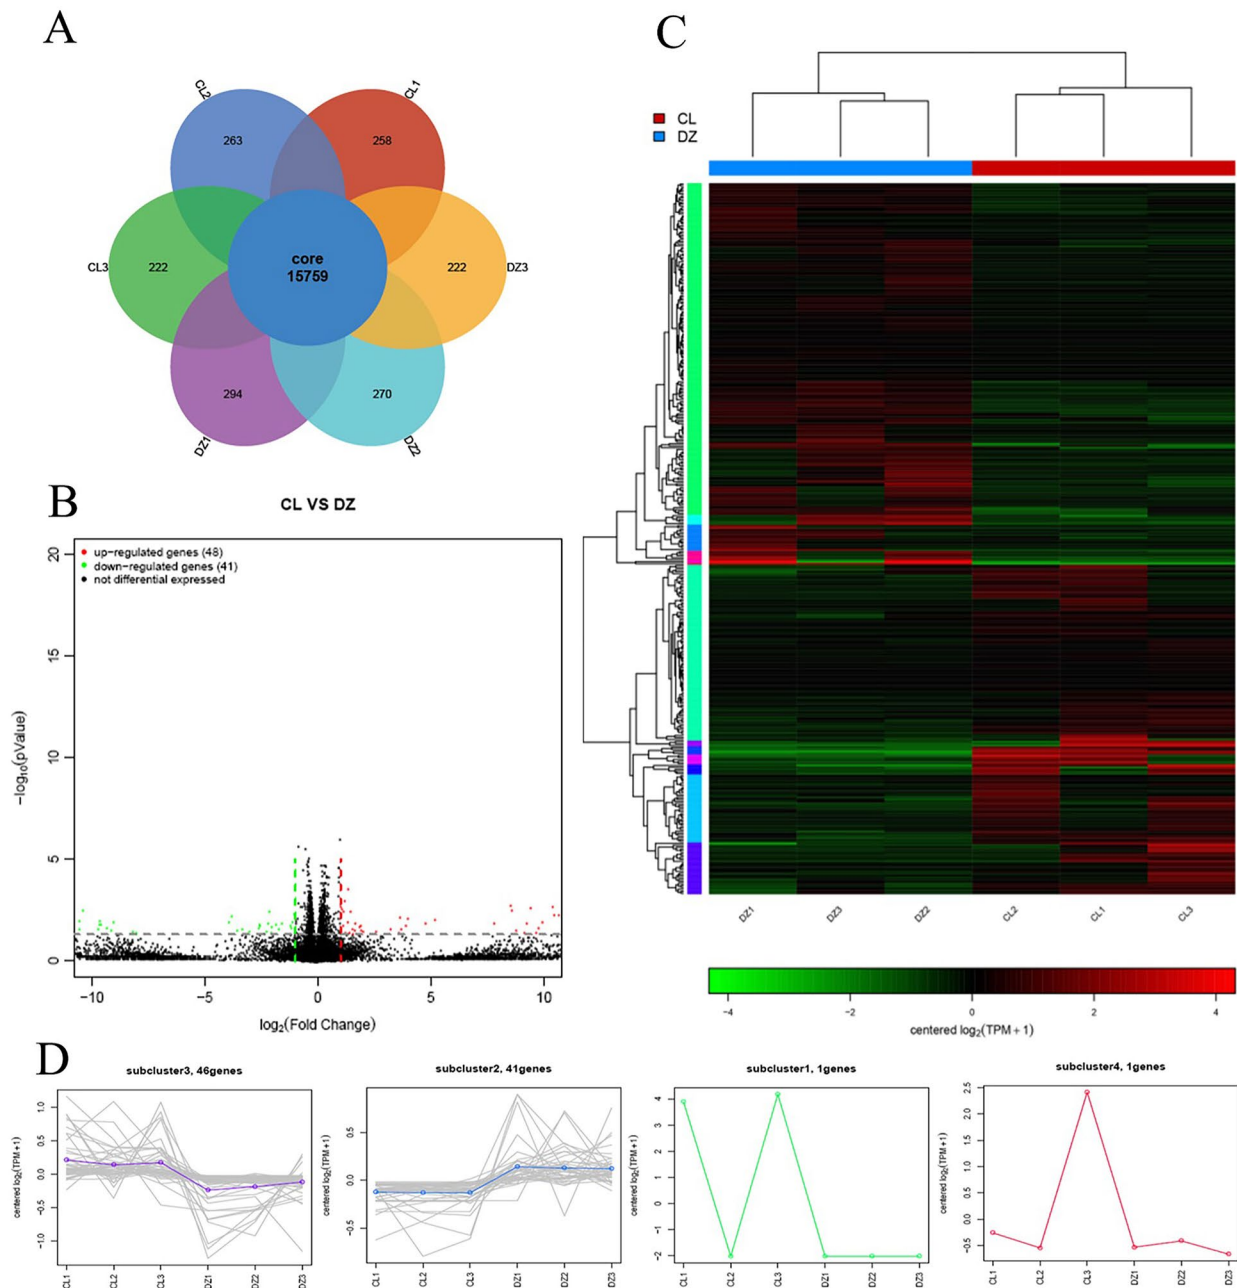 A
CL2
CL1
263
258
CL3
222
core
15759
222
DZ3
294
270
DZ1
DZ2
B
CL VS DZ
up-regulated genes (48)
down-regulated genes (41)
not differential expressed
20
15
10
5
0
−log10(pValue)
−10
−5
0
5
10
log2(Fold Change)
C
CL
DZ
DZ1
DZ3
DZ2
CL2
CL1
CL3
−4
−2
0
2
4
centered log2(TPM+1)
D
subcluster3, 46genes
centered log2(TPM+1)
1.0
0.5
0.0
−0.5
−1.0
CL1
CL2
CL3
DZ1
DZ2
DZ3
subcluster2, 41genes
centered log2(TPM+1)
0.5
0.0
−0.5
CL1
CL2
CL3
DZ1
DZ2
DZ3
subcluster1, 1genes
centered log2(TPM+1)
4
3
2
1
0
−1
−2
CL1
CL2
CL3
DZ1
DZ2
DZ3
subcluster4, 1genes
centered log2(TPM+1)
2.5
2.0
1.5
1.0
0.5
0.0
−0.5
CL1
CL2
CL3
DZ1
DZ2
DZ3